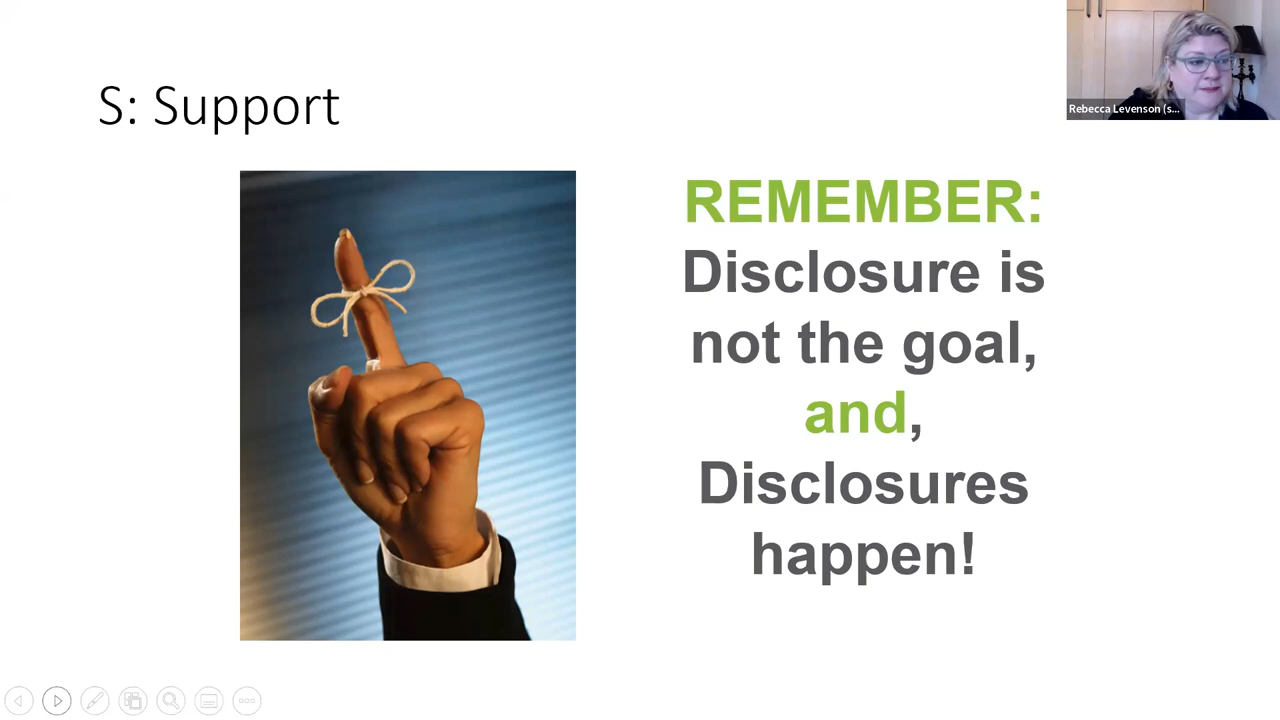 S: Support
Rebecca Levenson (s...
REMEMBER:
Disclosure is
not the goal,
and,
Disclosures
happen!